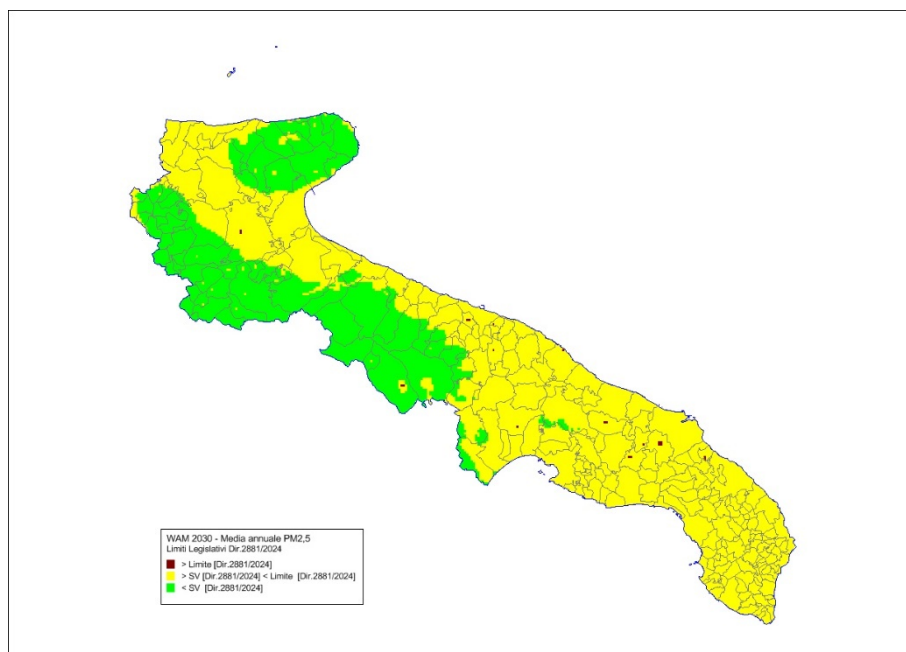 WAM 2030 - Media annuale PM2,5
Limiti Legislativi Dir.2881/2024
> Limite [Dir.2881/2024]
> SV [Dir.2881/2024] < Limite [Dir.2881/2024]
< SV [Dir.2881/2024]